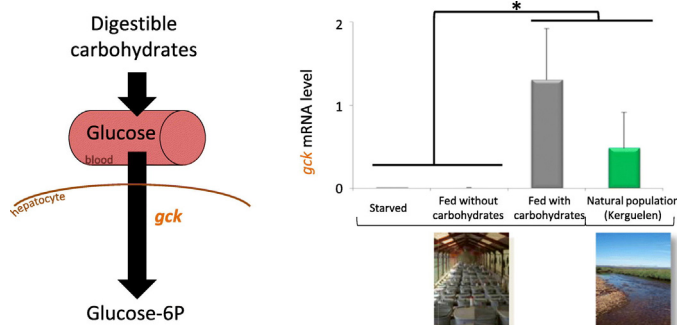 Digestible
carbohydrates
Glucose
blood
hepatocyte
gck
Glucose-6P
gck mRNA level
2
1
0
*
Starved
Fed without
carbohydrates
Fed with
carbohydrates
Natural population
(Kerguelen)